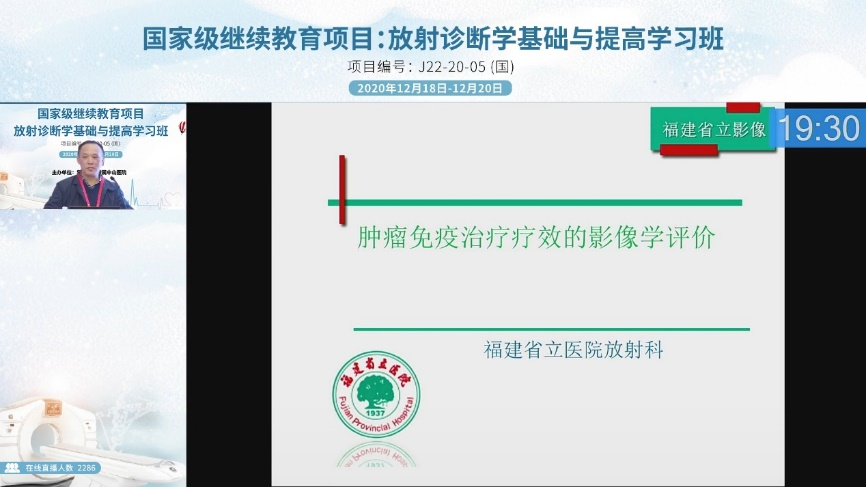 国家级继续教育项目:放射诊断学基础与提高学习班
项目编号: J22-20-05 (国)
2020年12月18日-12月20日
国家级继续教育项目
放射诊断学基础与提高学习班
福建省立影像
19:30
肿瘤免疫治疗疗效的影像学评价
福建省立医院放射科
福建省立医院
1937
Fujian Provincial Hospital
在线直播人数 2286